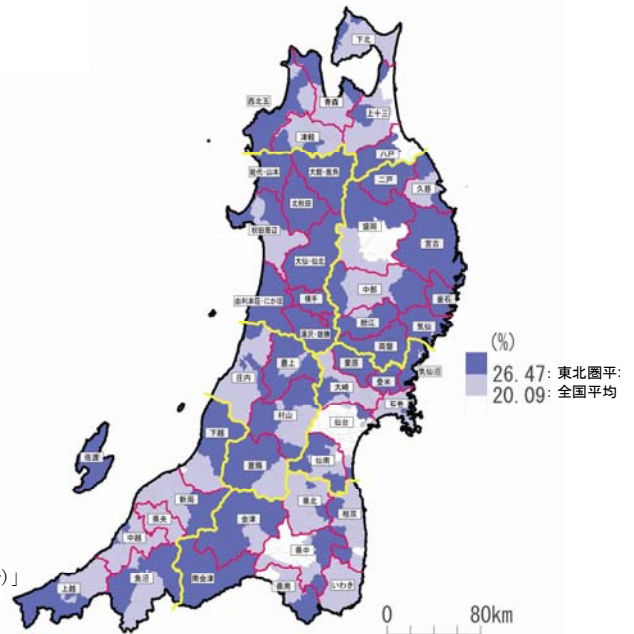 下北
西北五
青森
上十三
津軽
八戸
能代・山本
大館・鹿角
二戸
久慈
北秋田
秋田周辺
盛岡
宮古
大仙・仙北
中部
釜石
由利本荘・にかほ
横手
胆江
気仙
湯沢・雄勝
両磐
(%)
最上
栗原
気仙沼
26.47: 東北圏平
20.09: 全国平均
庄内
大崎
登米
石巻
村山
仙台
下越
置賜
仙南
佐渡
新潟
県北
相双
県央
会津
中越
県中
魚沼
南会津
県南
いわき
上越
)」
0 80km